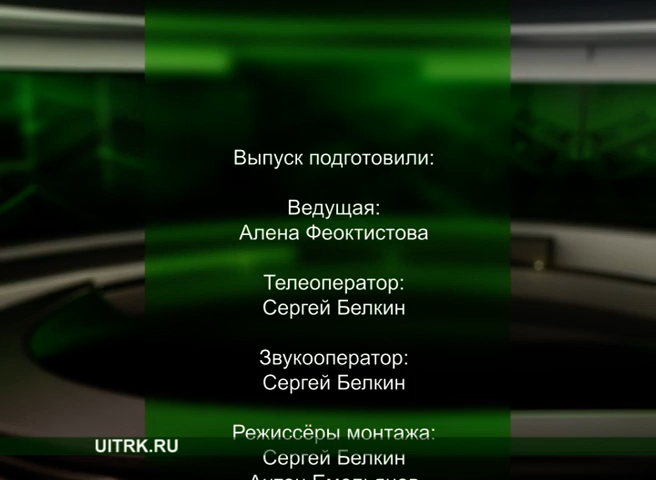 Выпуск подготовили:
Ведущая:
Алена Феоктистова
Телеоператор:
Сергей Белкин
Звукооператор:
Сергей Белкин
Режиссёры монтажа:
UITRK.RU
Сергей Белкин